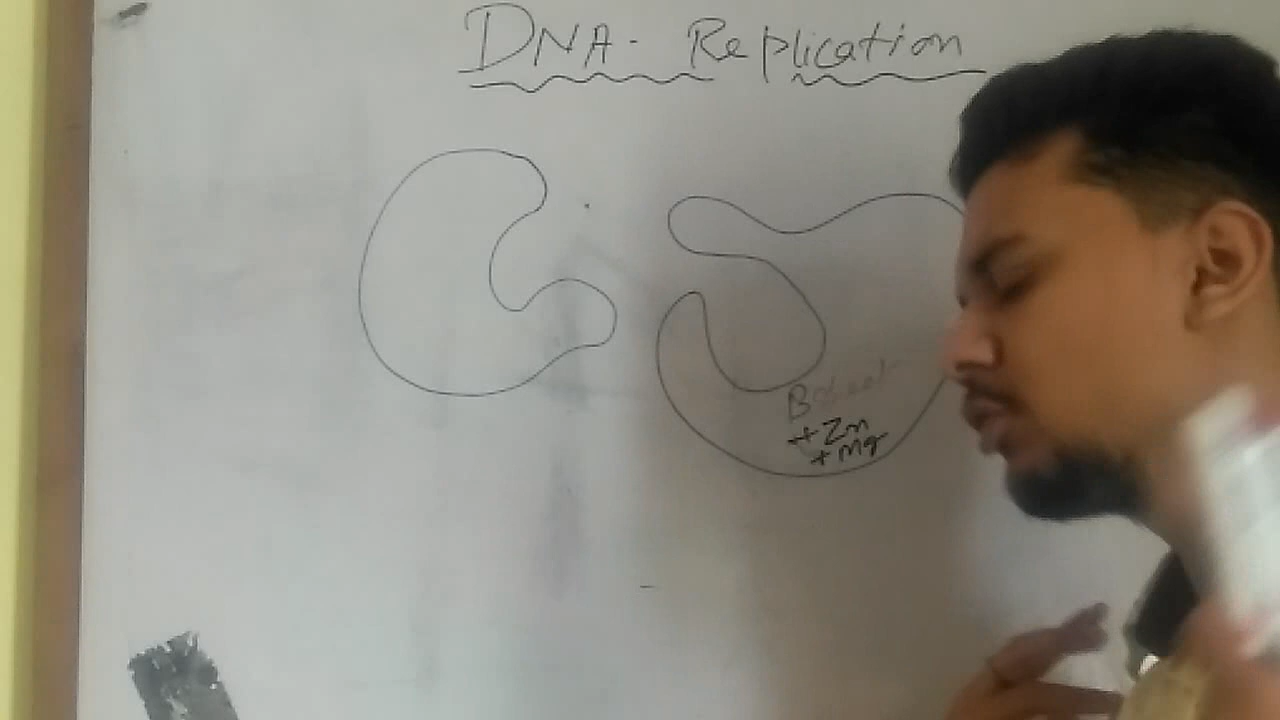 DNA- Replication
B
+ Zn
+ Mg